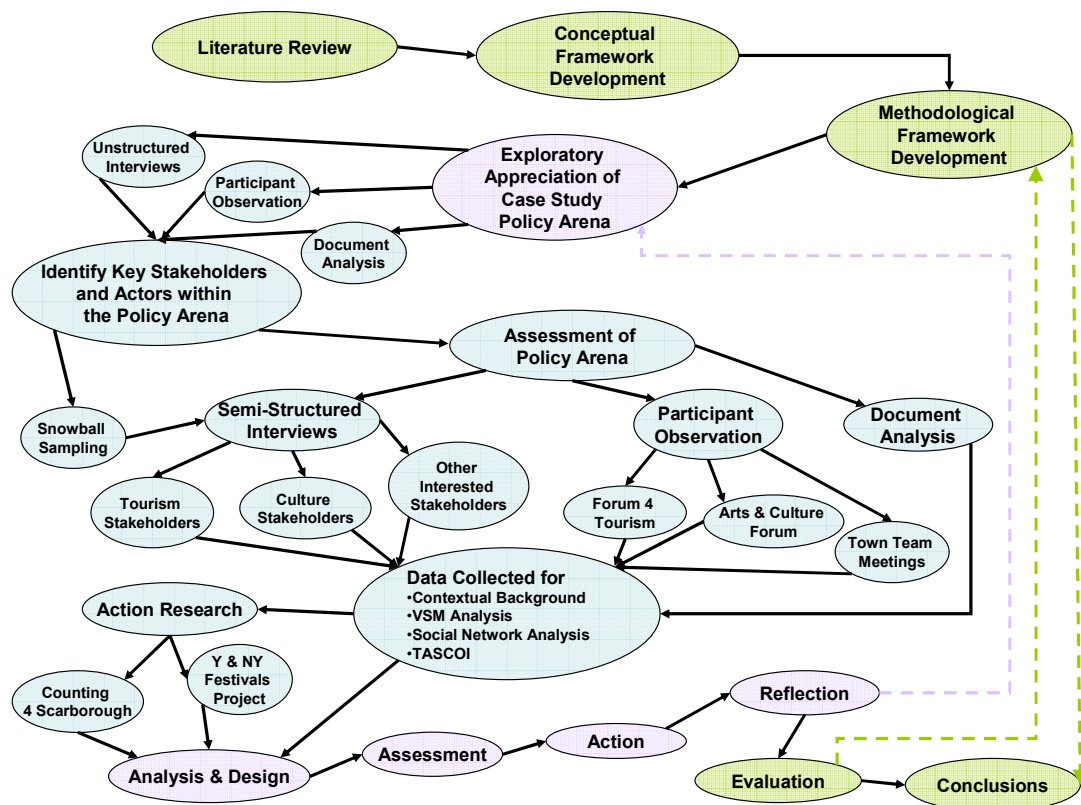 Literature Review
Conceptual
Framework
Development
Methodological
Framework
Development
Unstructured
Interviews
Participant
Observation
Exploratory
Appreciation of
Case Study
Policy Arena
Document
Analysis
Identify Key Stakeholders
and Actors within
the Policy Arena
Assessment of
Policy Arena
Snowball
Sampling
Semi-Structured
Interviews
Participant
Observation
Document
Analysis
Tourism
Stakeholders
Culture
Stakeholders
Other
Interested
Stakeholders
Forum 4
Tourism
Arts & Culture
Forum
Town Team
Meetings
Data Collected for
•Contextual Background
•VSM Analysis
•Social Network Analysis
•TASCOI
Action Research
Counting
4 Scarborough
Y & NY
Festivals
Project
Analysis & Design
Assessment
Action
Reflection
Evaluation
Conclusions